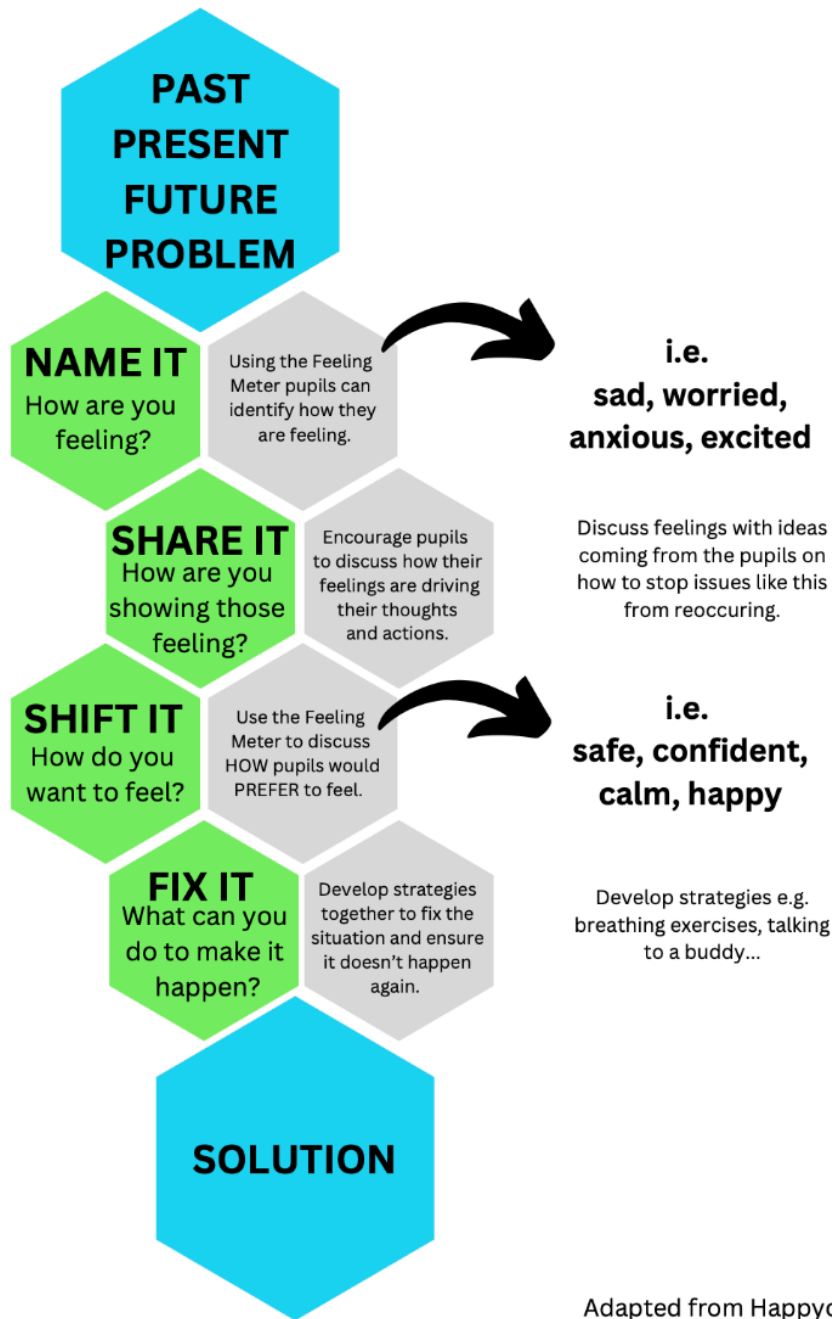 PAST
PRESENT
FUTURE
PROBLEM
NAME IT
How are you
feeling?
Using the Feeling
Meter pupils can
identify how they
are feeling.
i.e.
sad, worried,
anxious, excited
SHARE IT
How are you
showing those
feeling?
Encourage pupils
to discuss how their
feelings are driving
their thoughts
and actions.
Discuss feelings with ideas
coming from the pupils on
how to stop issues like this
from reoccuring.
SHIFT IT
How do you
want to feel?
Use the Feeling
Meter to discuss
HOW pupils would
PREFER to feel.
i.e.
safe, confident,
calm, happy
FIX IT
What can you
do to make it
happen?
Develop strategies
together to fix the
situation and ensure
it doesn't happen
again.
Develop strategies e.g.
breathing exercises, talking
to a buddy...
SOLUTION
Adapted from